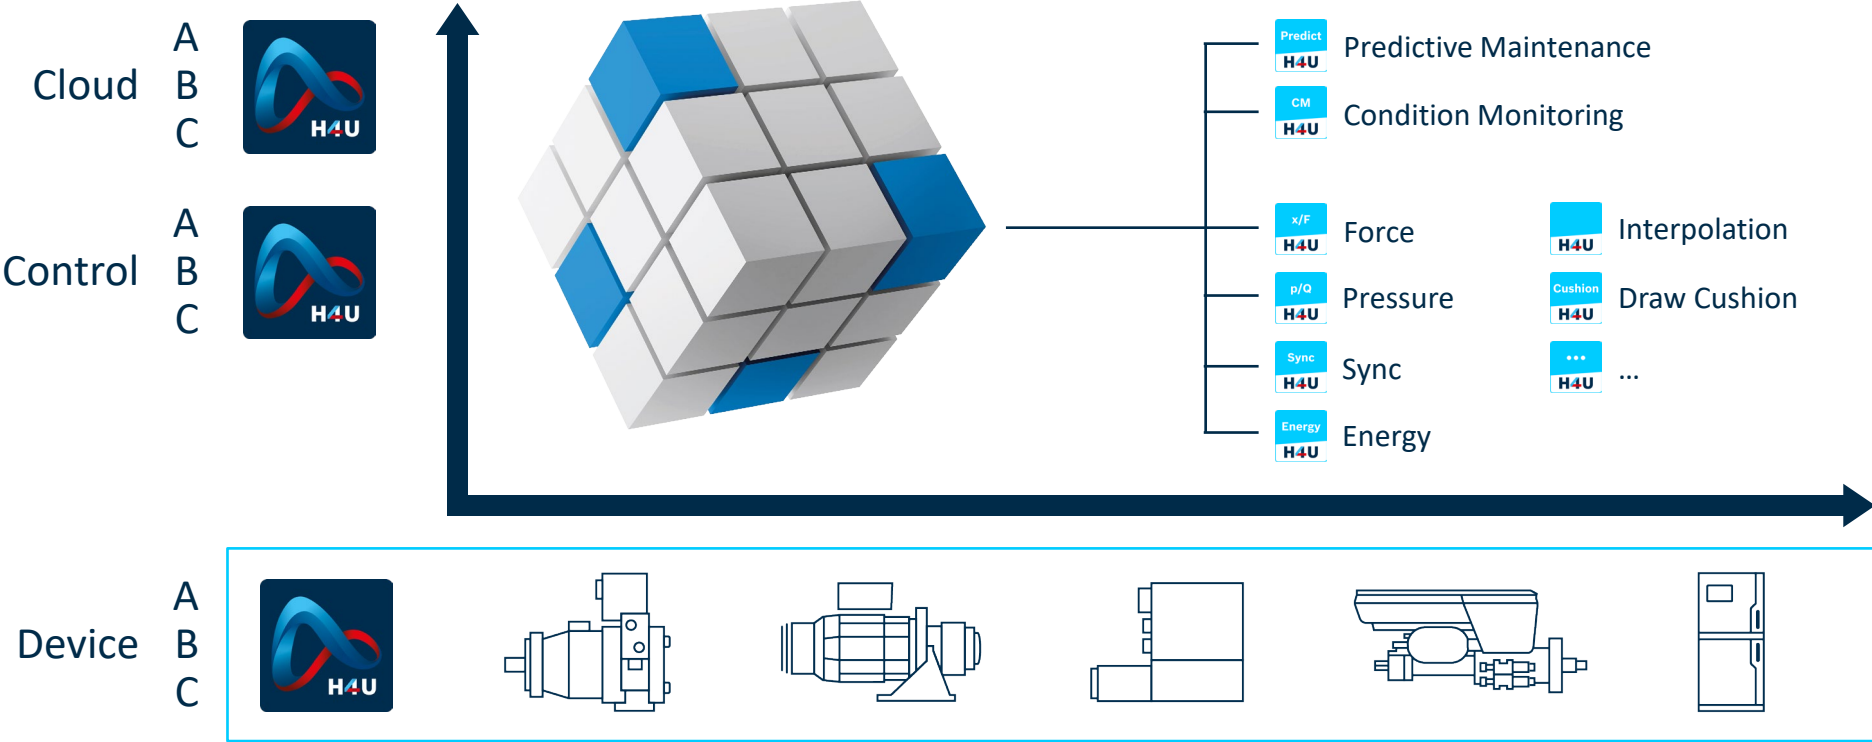 A
Cloud B
C
H4U
Predict
H4U
Predictive Maintenance
CM
H4U
Condition Monitoring
A
Control B
C
H4U
x/F
H4U
Force
H4U
Interpolation
p/Q
H4U
Pressure
Cushion
H4U
Draw Cushion
Sync
H4U
Sync
•••
H4U
...
Energy
H4U
Energy
A
Device B
C
H4U